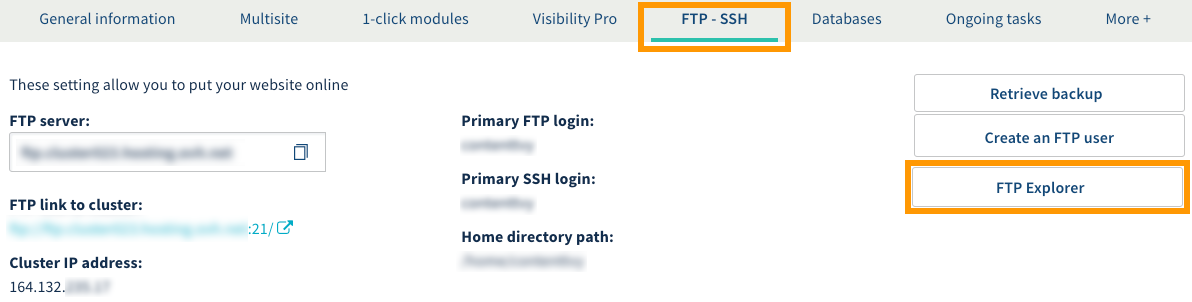 General information Multisite 1-click modules Visibility Pro FTP - SSH Databases Ongoing tasks More +
These setting allow you to put your website online
Retrieve backup
FTP server: Primary FTP login:
Create an FTP user
Primary SSH login:
FTP Explorer
FTP link to cluster:
:21/
Home directory path:
Cluster IP address:
164.132.